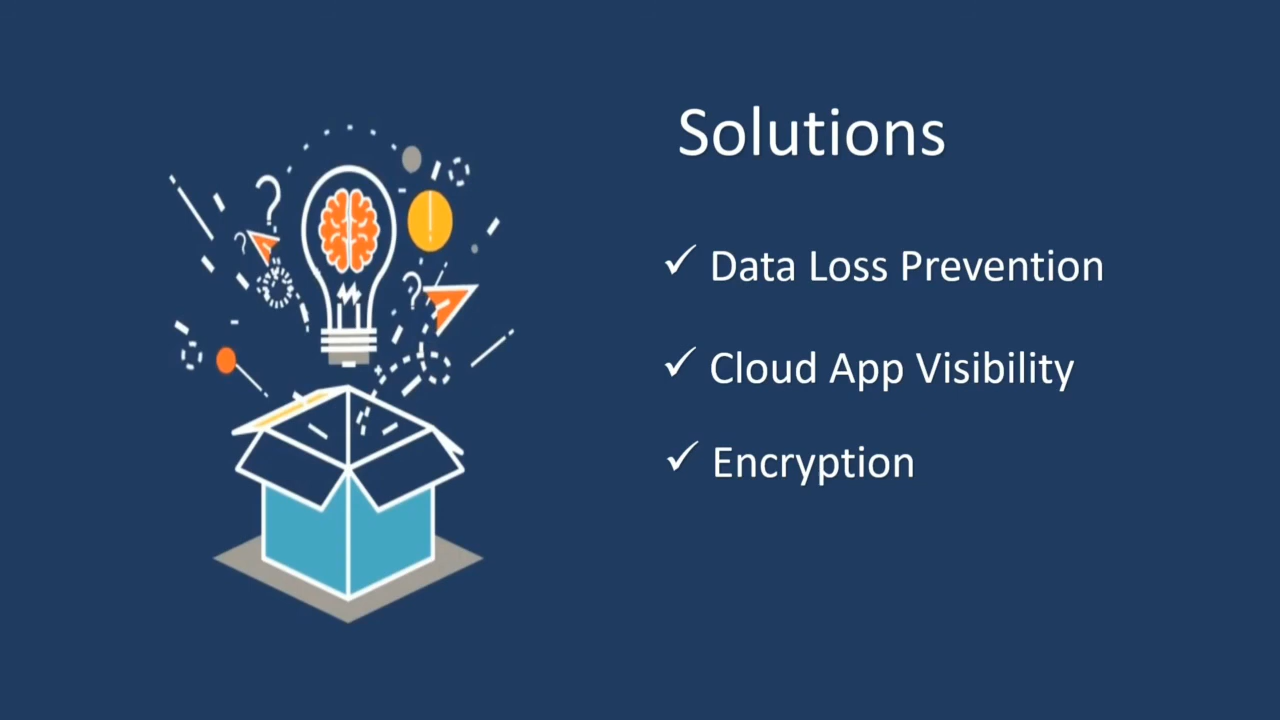 Solutions
✓ Data Loss Prevention
✓ Cloud App Visibility
✓ Encryption